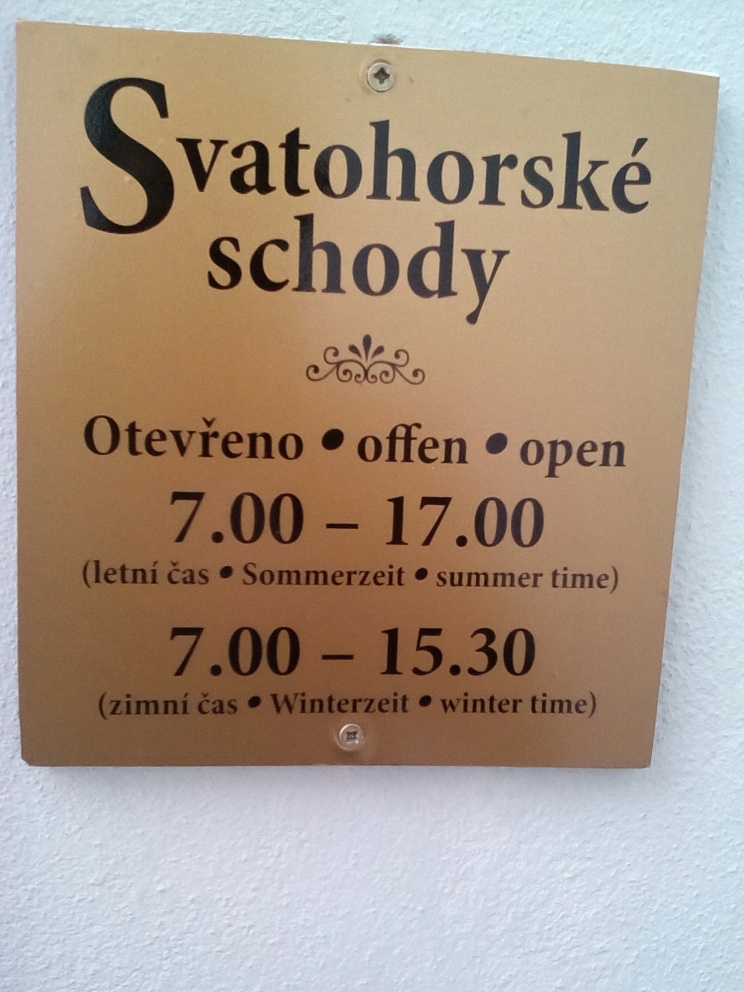 Svatohorské
schody
Otevřeno • offen • open
7.00 – 17.00
(letní čas • Sommerzeit • summer time)
7.00 – 15.30
(zimní čas • Winterzeit • winter time)